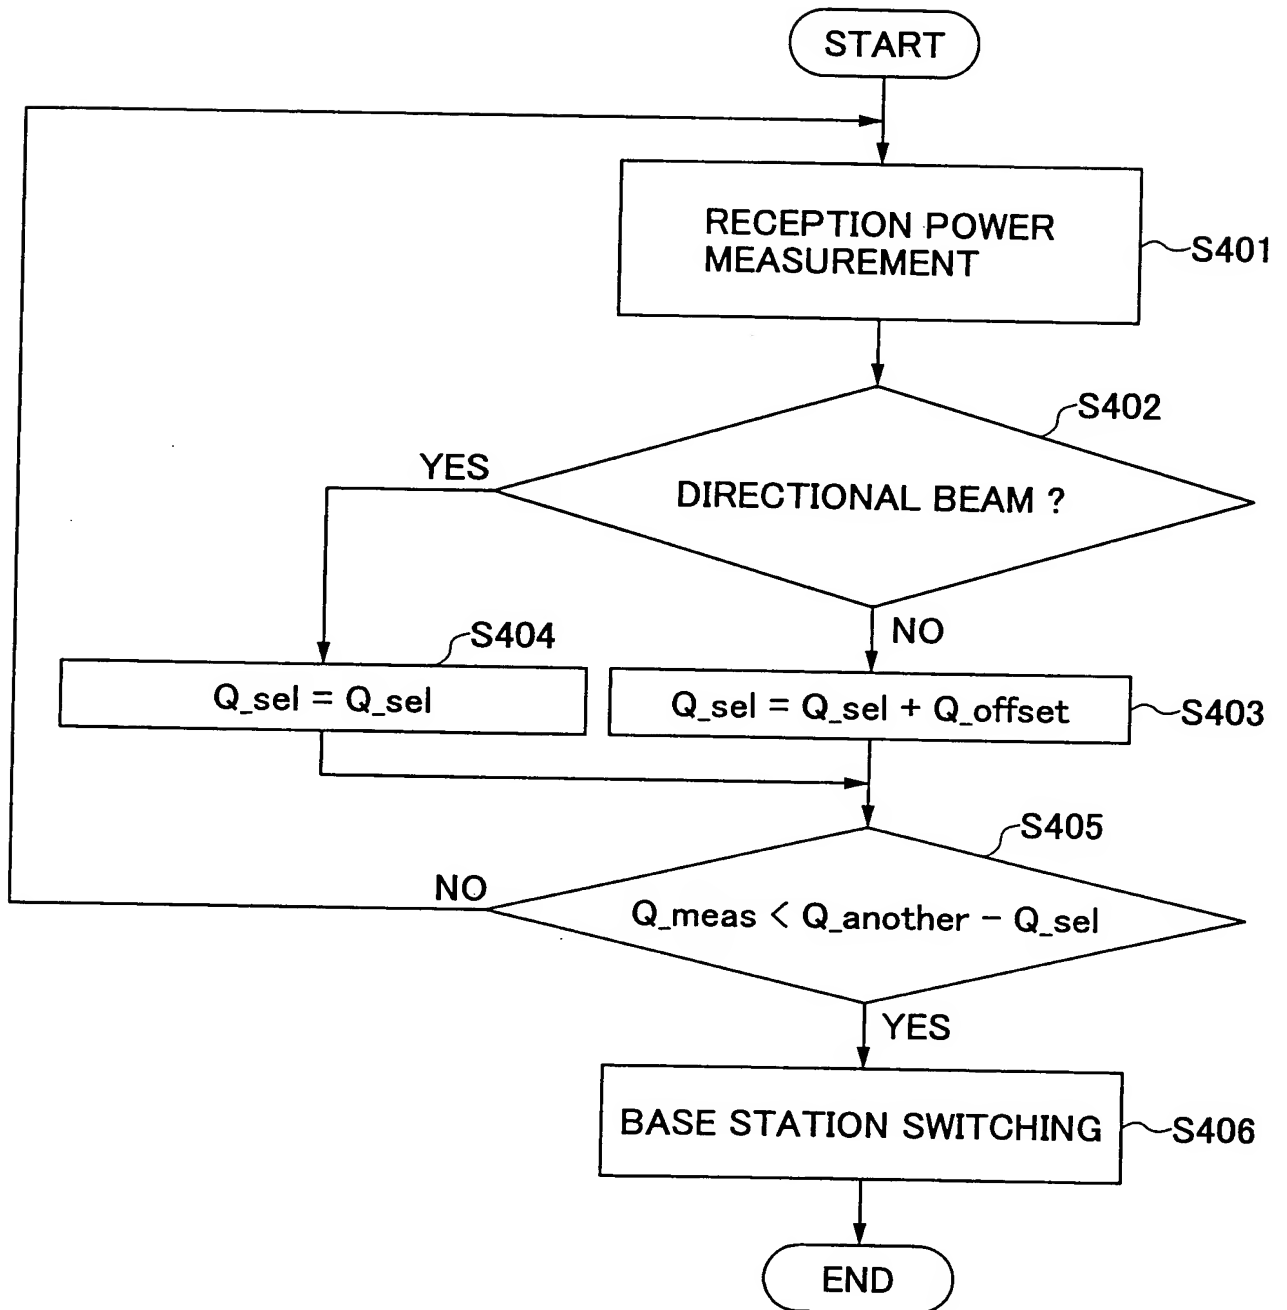 START
RECEPTION POWER
MEASUREMENT
S401
S402
YES
DIRECTIONAL BEAM ?
NO
S404
Q_sel = Q_sel
Q_sel = Q_sel + Q_offset
S403
S405
NO
Q_meas < Q_another − Q_sel
YES
BASE STATION SWITCHING
S406
END